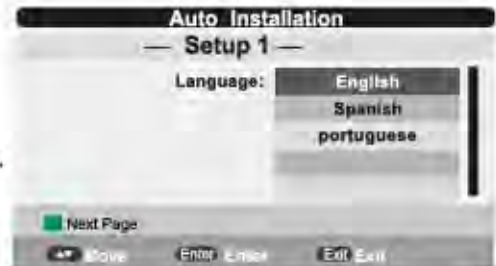 Auto Installation
— Setup 1 —
Language: English
Spanish
portuguese
Next Page
Move Enter Enter Exit Exit